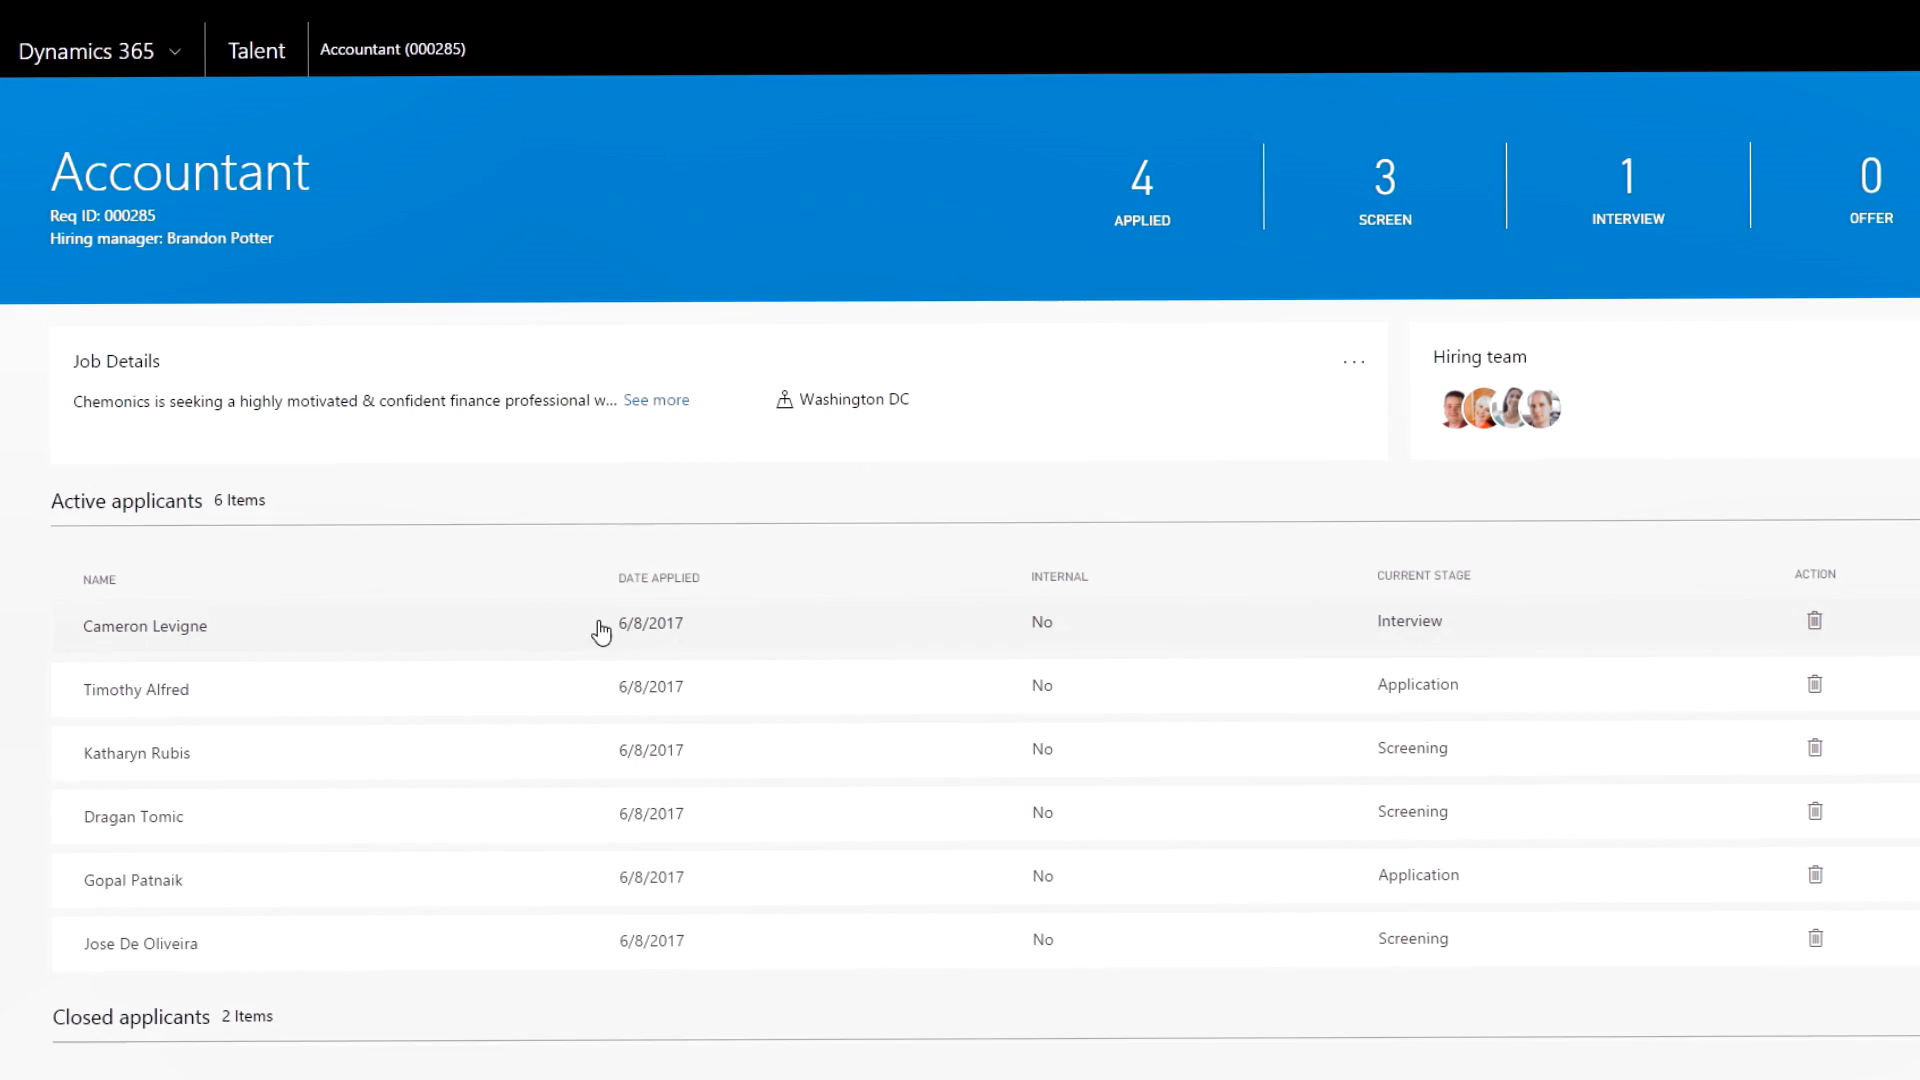 Dynamics 365 Talent Accountant (000285)
Accountant
Req ID: 000285
Hiring manager: Brandon Potter
4 3 1 0
APPLIED SCREEN INTERVIEW OFFER
Job Details ...
Chemonics is seeking a highly motivated & confident finance professional w... See more Washington DC
Hiring team
Active applicants 6 Items
NAME DATE APPLIED INTERNAL CURRENT STAGE ACTION
Cameron Levigne 6/8/2017 No Interview
Timothy Alfred 6/8/2017 No Application
Katharyn Rubis 6/8/2017 No Screening
Dragan Tomic 6/8/2017 No Screening
Gopal Patnaik 6/8/2017 No Application
Jose De Oliveira 6/8/2017 No Screening
Closed applicants 2 Items